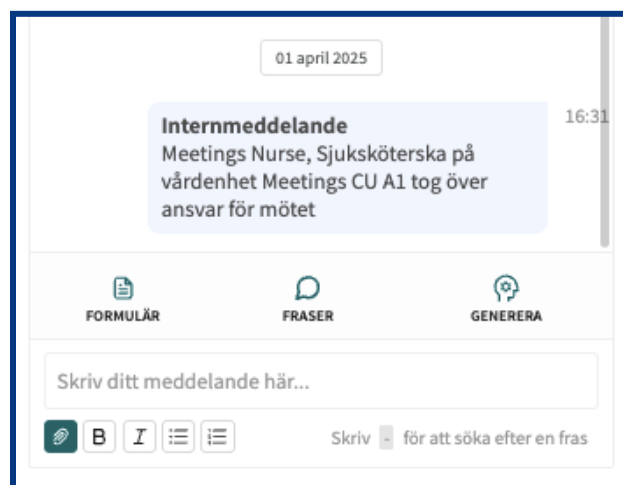 01 april 2025
Internmeddelande
16:31
Meetings Nurse, Sjuksköterska på
vårdenhet Meetings CU A1 tog över
ansvar för mötet
FORMULÄR
FRASER
GENERERA
Skriv ditt meddelande här...
B I Skriv - för att söka efter en fras